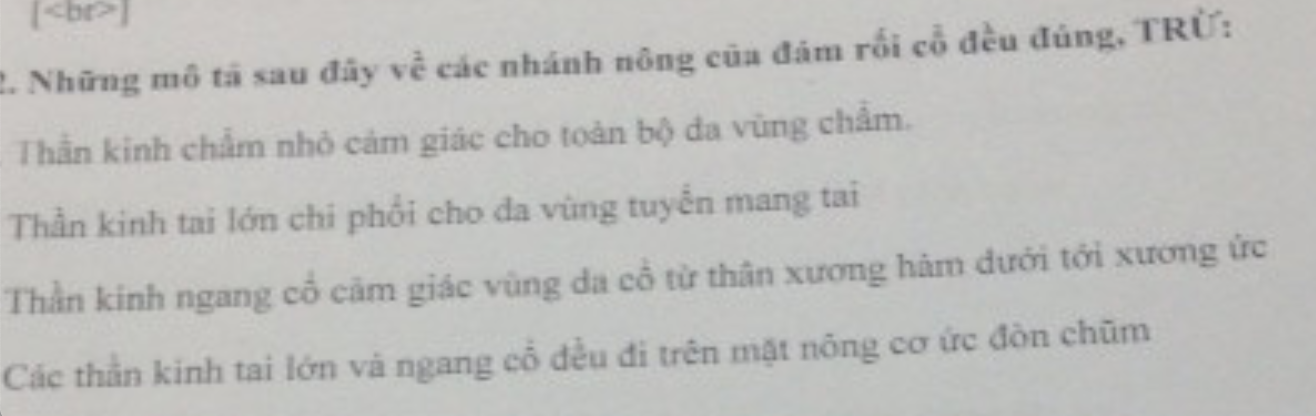 [<br>]
2. Những mô tả sau đây về các nhánh nông của đám rối cổ đều đúng, TRỪ:
Thần kinh chẩm nhỏ cảm giác cho toàn bộ da vùng chẩm.
Thần kinh tai lớn chi phối cho da vùng tuyến mang tai
Thần kinh ngang cổ cảm giác vùng da cổ từ thân xương hàm dưới tới xương ức
Các thần kinh tai lớn và ngang cổ đều đi trên mặt nông cơ ức đòn chũm